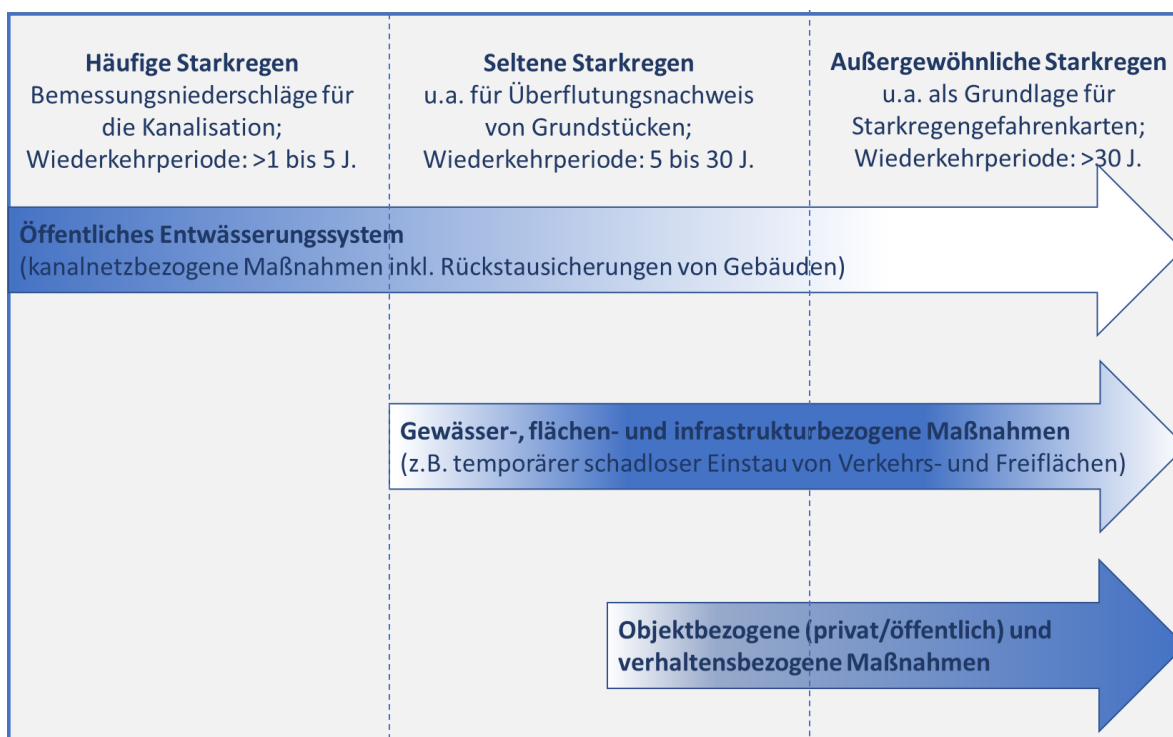 Häufige Starkregen
Bemessungsniederschläge für
die Kanalisation;
Wiederkehrperiode: >1 bis 5 J.
Seltene Starkregen
u.a. für Überflutungsnachweis
von Grundstücken;
Wiederkehrperiode: 5 bis 30 J.
Außergewöhnliche Starkregen
u.a. als Grundlage für
Starkregengefahrenkarten;
Wiederkehrperiode: >30 J.
Öffentliches Entwässerungssystem
(kanalnetzbezogene Maßnahmen inkl. Rückstausicherungen von Gebäuden)
Gewässer-, flächen- und infrastrukturbezogene Maßnahmen
(z.B. temporärer schadloser Einstau von Verkehrs- und Freiflächen)
Objektbezogene (privat/öffentlich) und
verhaltensbezogene Maßnahmen